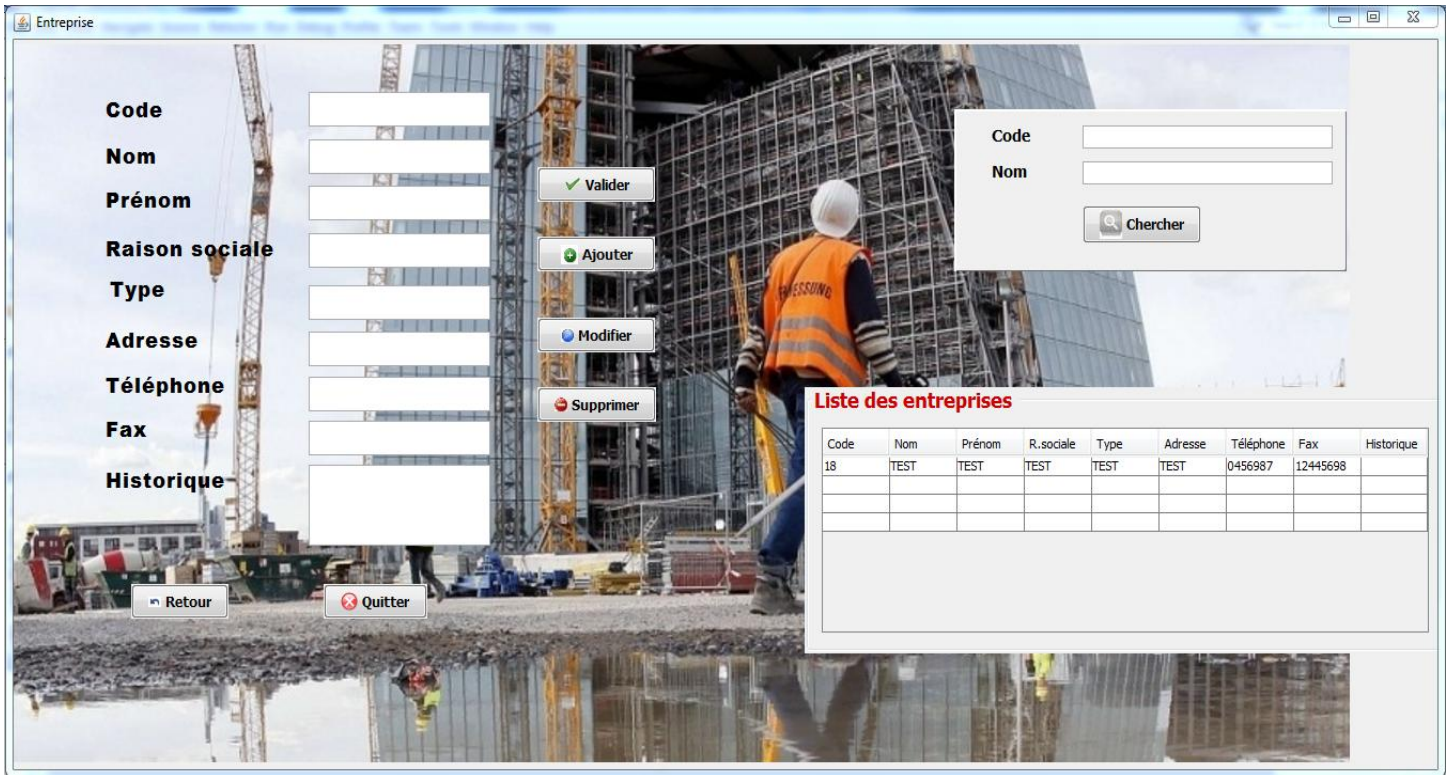 Entreprise
Code
Nom
Prénom
Raison sociale
Type
Adresse
Téléphone
Fax
Historique
Valider
Ajouter
Modifier
Supprimer
Retour
Quitter
Code
Nom
Chercher
Liste des entreprises
Code Nom Prénom R.sociale Type Adresse Téléphone Fax Historique
18 TEST TEST TEST TEST TEST 0456987 12445698